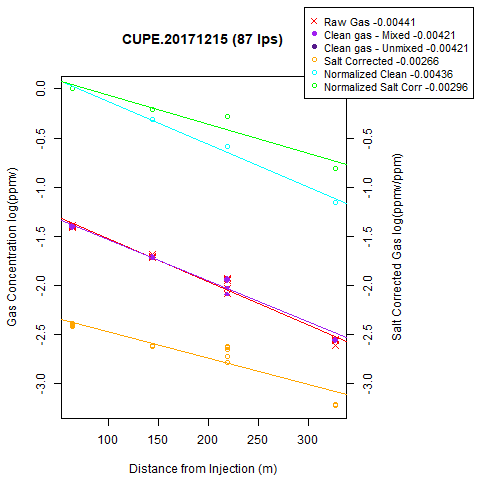 CUPE.20171215 (87 lps)
Raw Gas -0.00441
Clean gas - Mixed -0.00421
Clean gas - Unmixed -0.00421
Salt Corrected -0.00266
Normalized Clean -0.00436
Normalized Salt Corr -0.00296
Gas Concentration log(ppmv)
0.0
-0.5
-1.0
-1.5
-2.0
-2.5
-3.0
0.0
-0.5
-1.0
-1.5
-2.0
-2.5
-3.0
Salt Corrected Gas log(ppmv/ppm)
100
150
200
250
300
Distance from Injection (m)